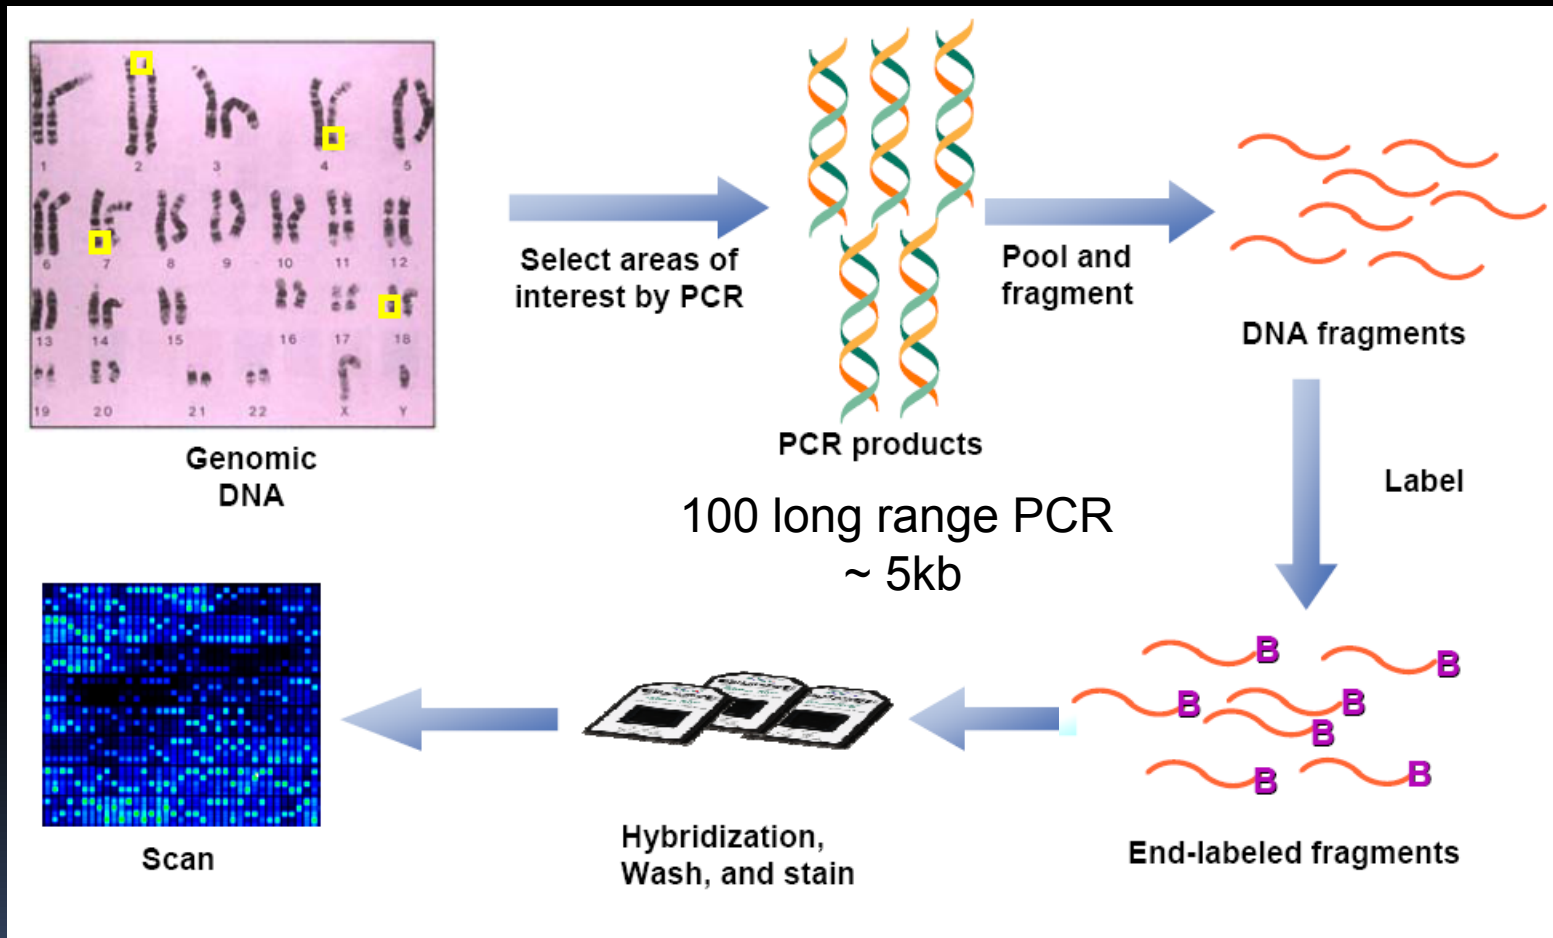 1 2 3 4 5
6 7 8 9 10 11 12
13 14 15 16 17 18
19 20 21 22 X Y
Genomic
DNA
Select areas of
interest by PCR
PCR products
100 long range PCR
~ 5kb
Pool and
fragment
DNA fragments
Label
B
B
B
B
B
B
B
End-labeled fragments
Hybridization,
Wash, and stain
Scan